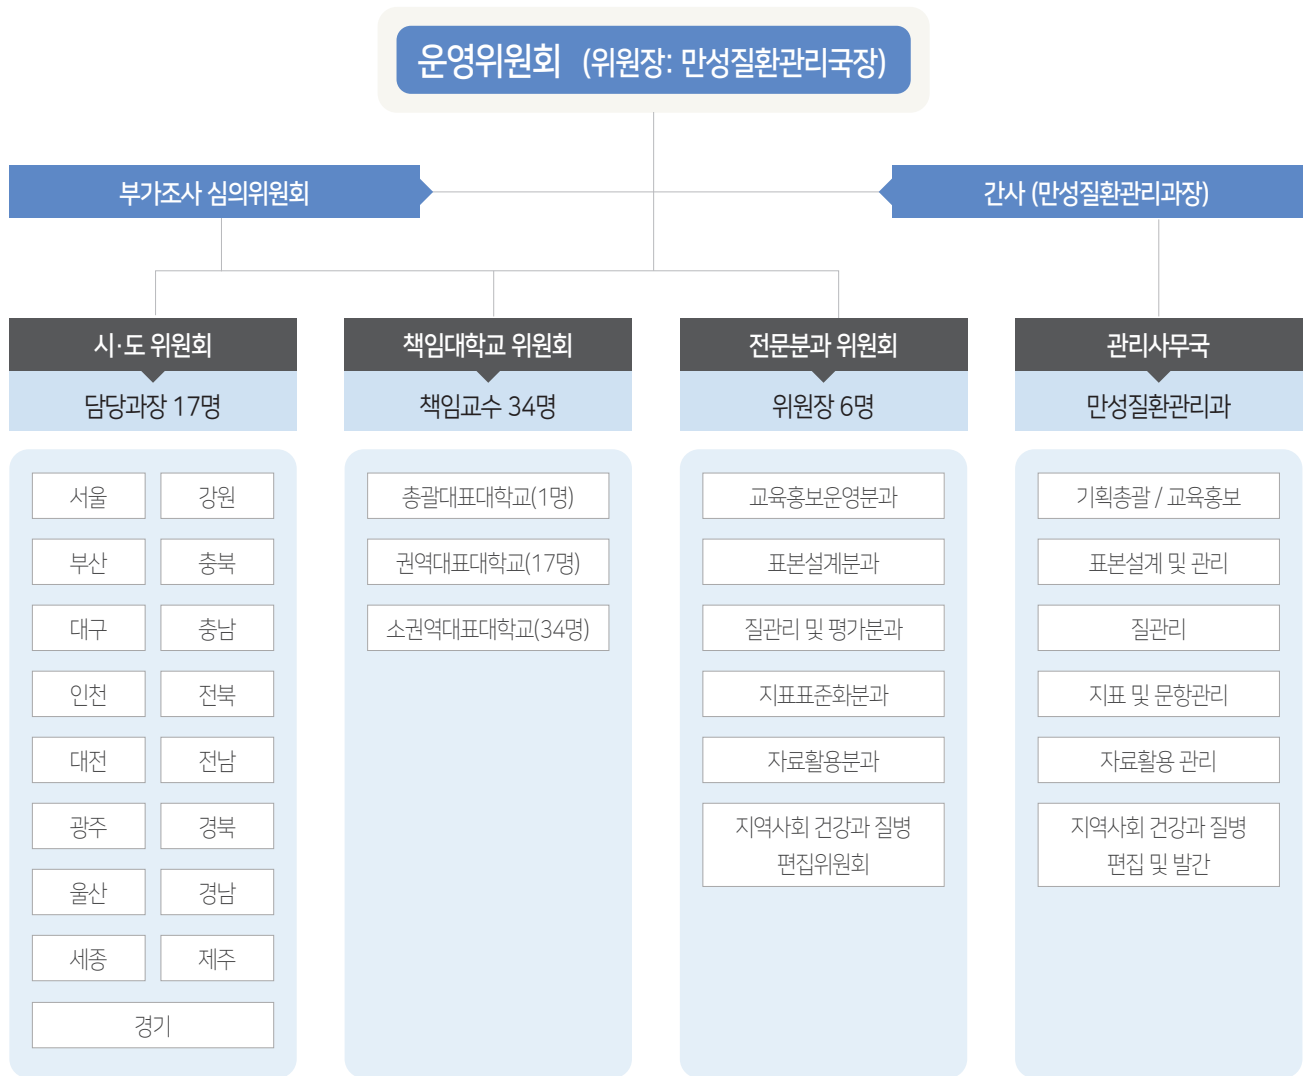 운영위원회 (위원장: 만성질환관리국장)
부가조사 심의위원회
간사 (만성질환관리과장)
시·도 위원회
담당과장 17명
서울
강원
부산
충북
대구
충남
인천
전북
대전
전남
광주
경북
울산
경남
세종
제주
경기
책임대학교 위원회
책임교수 34명
총괄대표대학교(1명)
권역대표대학교(17명)
소권역대표대학교(34명)
전문분과 위원회
위원장 6명
교육홍보운영분과
표본설계분과
질관리 및 평가분과
지표표준화분과
자료활용분과
지역사회 건강과 질병
편집위원회
관리사무국
만성질환관리과
기획총괄 / 교육홍보
표본설계 및 관리
질관리
지표 및 문항관리
자료활용 관리
지역사회 건강과 질병
편집 및 발간